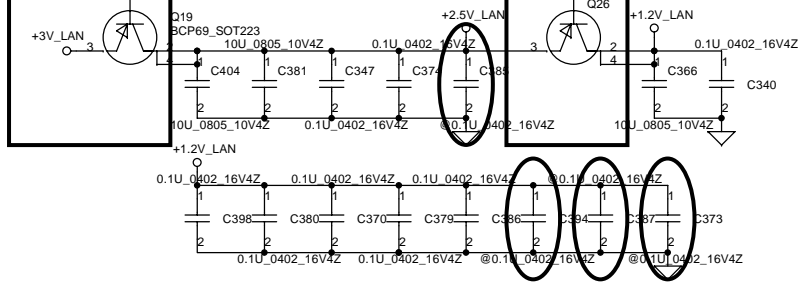 Q19
BCP69_SOT223
Q26
+2.5V_LAN
+1.2V_LAN
+3V_LAN
3
2
4
10U_0805_10V4Z
0.1U_0402_16V4Z
3
2
4
0.1U_0402_16V4Z
1
C404
1
C381
1
C347
1
C374
1
C385
1
C366
1
C340
2
2
2
2
2
2
2
10U_0805_10V4Z
0.1U_0402_16V4Z
@0.1U_0402_16V4Z
10U_0805_10V4Z
+1.2V_LAN
0.1U_0402_16V4Z
0.1U_0402_16V4Z
0.1U_0402_16V4Z
@0.1U_0402_16V4Z
1
C398
1
C380
1
C370
1
C379
1
C386
1
C394
1
C387
1
C373
2
2
2
2
2
2
2
2
0.1U_0402_16V4Z
0.1U_0402_16V4Z
@0.1U_0402_16V4Z
@0.1U_0402_16V4Z